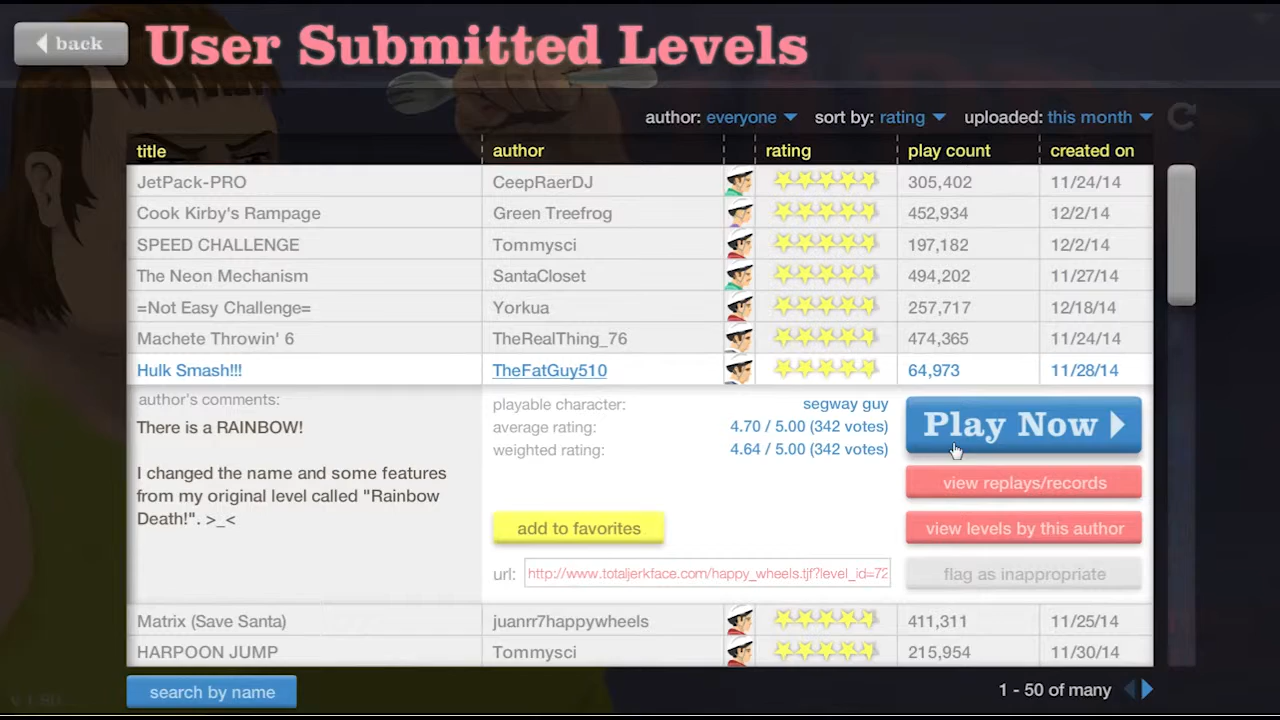 back
User Submitted Levels
author: everyone sort by: rating uploaded: this month
title author rating play count created on
JetPack-PRO CeepRaerDJ 305,402 11/24/14
Cook Kirby's Rampage Green Treefrog 452,934 12/2/14
SPEED CHALLENGE Tommysci 197,182 12/2/14
The Neon Mechanism SantaCloset 494,202 11/27/14
=Not Easy Challenge= Yorkua 257,717 12/18/14
Machete Throwin' 6 TheRealThing_76 474,365 11/24/14
Hulk Smash!!! TheFatGuy510 64,973 11/28/14
author's comments:
There is a RAINBOW!
I changed the name and some features
from my original level called "Rainbow
Death!". >_<
playable character: segway guy
average rating: 4.70 / 5.00 (342 votes)
weighted rating: 4.64 / 5.00 (342 votes)
add to favorites
url: http://www.totaljerkface.com/happy_wheels.tjf?level_id=72
Play Now
view replays/records
view levels by this author
flag as inappropriate
Matrix (Save Santa) juanrr7happywheels 411,311 11/25/14
HARPOON JUMP Tommysci 215,954 11/30/14
search by name
1 - 50 of many